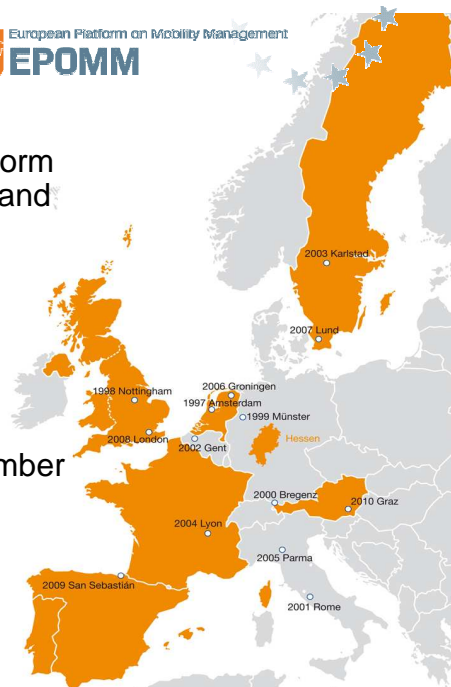 European Platform on Mobility Management
EPOMM
orm
and
mber
2003 Karlstad
2007 Lund
2006 Groningen
1998 Nottingham
1997 Amsterdam
1999 Münster
2008 London
2002 Gent
Hessen
2000 Bregenz
2010 Graz
2004 Lyon
2005 Parma
2009 San Sebastián
2001 Rome